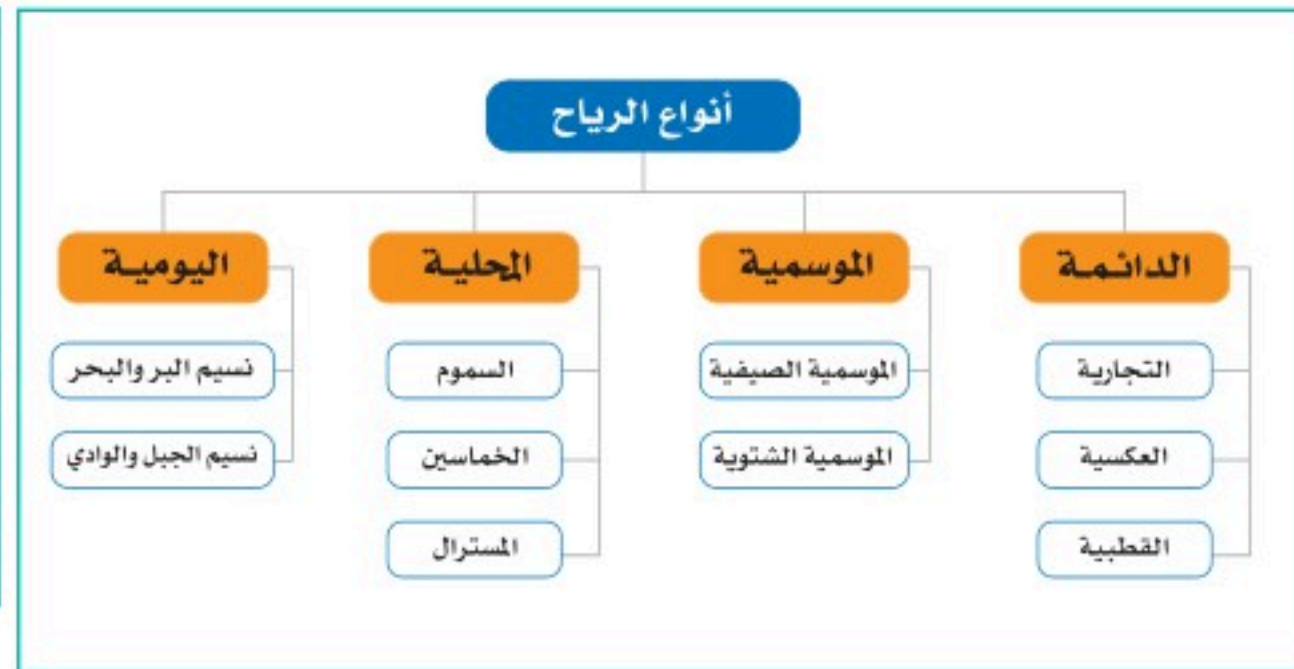 أنواع الرياح
الدائمة
التجارية
العكسية
القطبية
الموسمية
الموسمية الصيفية
الموسمية الشتوية
المحلية
السموم
الخماسين
المسترال
اليومية
نسيم البر والبحر
نسيم الجبل والوادي